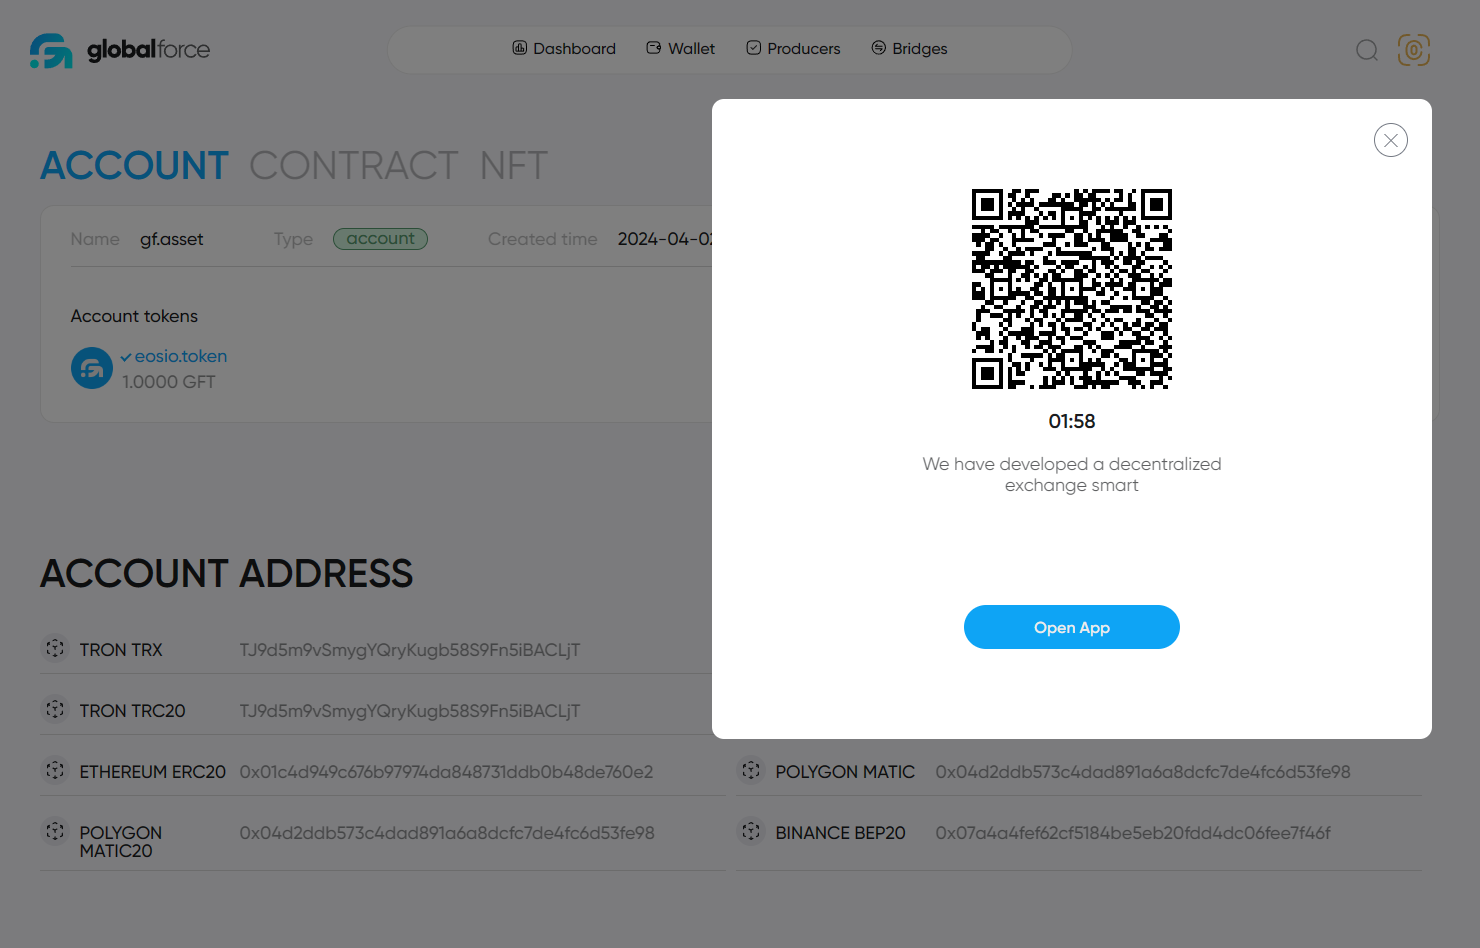 globalforce
Dashboard Wallet Producers Bridges
ACCOUNT CONTRACT NFT
Name gf.asset Type account Created time 2024-04-02
Account tokens
eosio.token
1.0000 GFT
01:58
We have developed a decentralized
exchange smart
Open App
ACCOUNT ADDRESS
TRON TRX TJ9d5m9vSmygYQryKugb58S9Fn5iBACLjT
TRON TRC20 TJ9d5m9vSmygYQryKugb58S9Fn5iBACLjT
ETHEREUM ERC20 0x01c4d949c676b97974da848731ddb0b48de760e2 POLYGON MATIC 0x04d2ddb573c4dad891a6a8dcfc7de4fc6d53fe98
POLYGON 0x04d2ddb573c4dad891a6a8dcfc7de4fc6d53fe98 BINANCE BEP20 0x07a4a4fef62cf5184be5eb20fdd4dc06fee7f46f
MATIC20